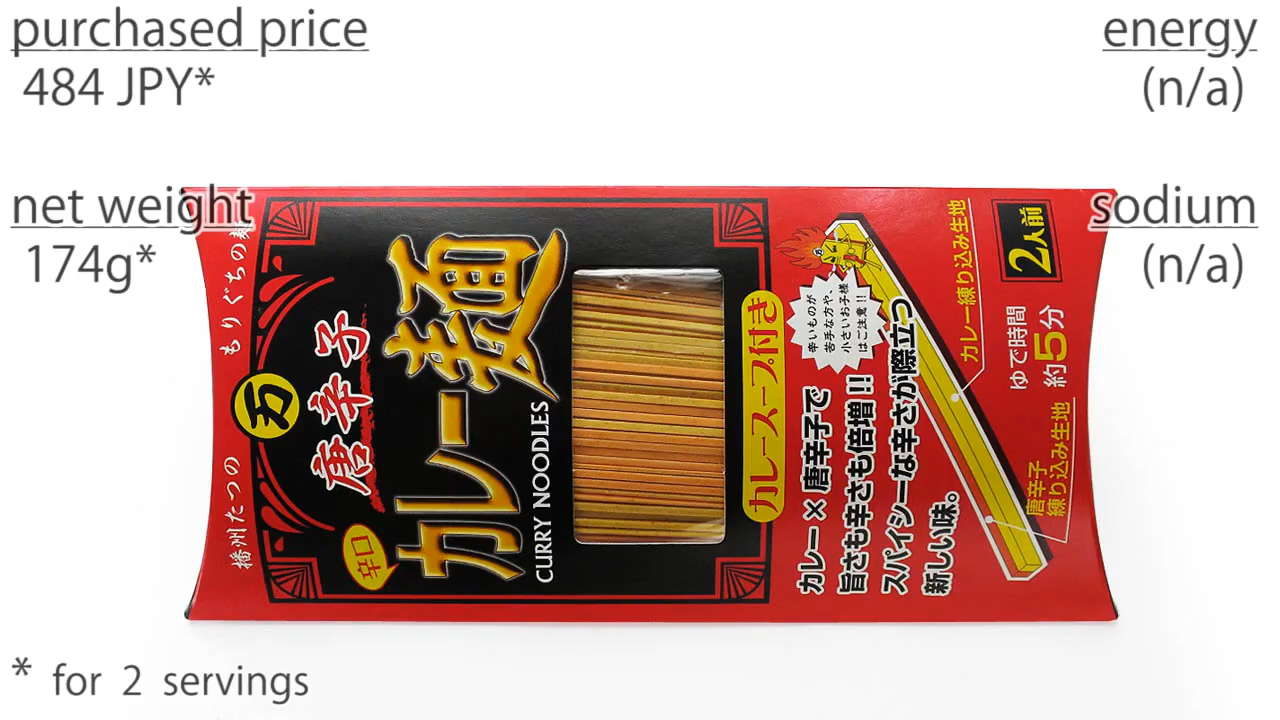 purchased price
484 JPY*
energy
(n/a)
net weight
174g*
sodium
(n/a)
播州たつの もりぐちの麺
唐辛子
カレー麺
CURRY NOODLES
辛口
カレースープ付き
カレー×唐辛子で
旨さも辛さも倍増!!
スパイシーな辛さが際立つ
新しい味。
辛いものが
苦手な方や、
小さいお子様
はご注意!!
カレー練り込み生地
唐辛子
練り込み生地
2人前
ゆで時間
約5分
* for 2 servings